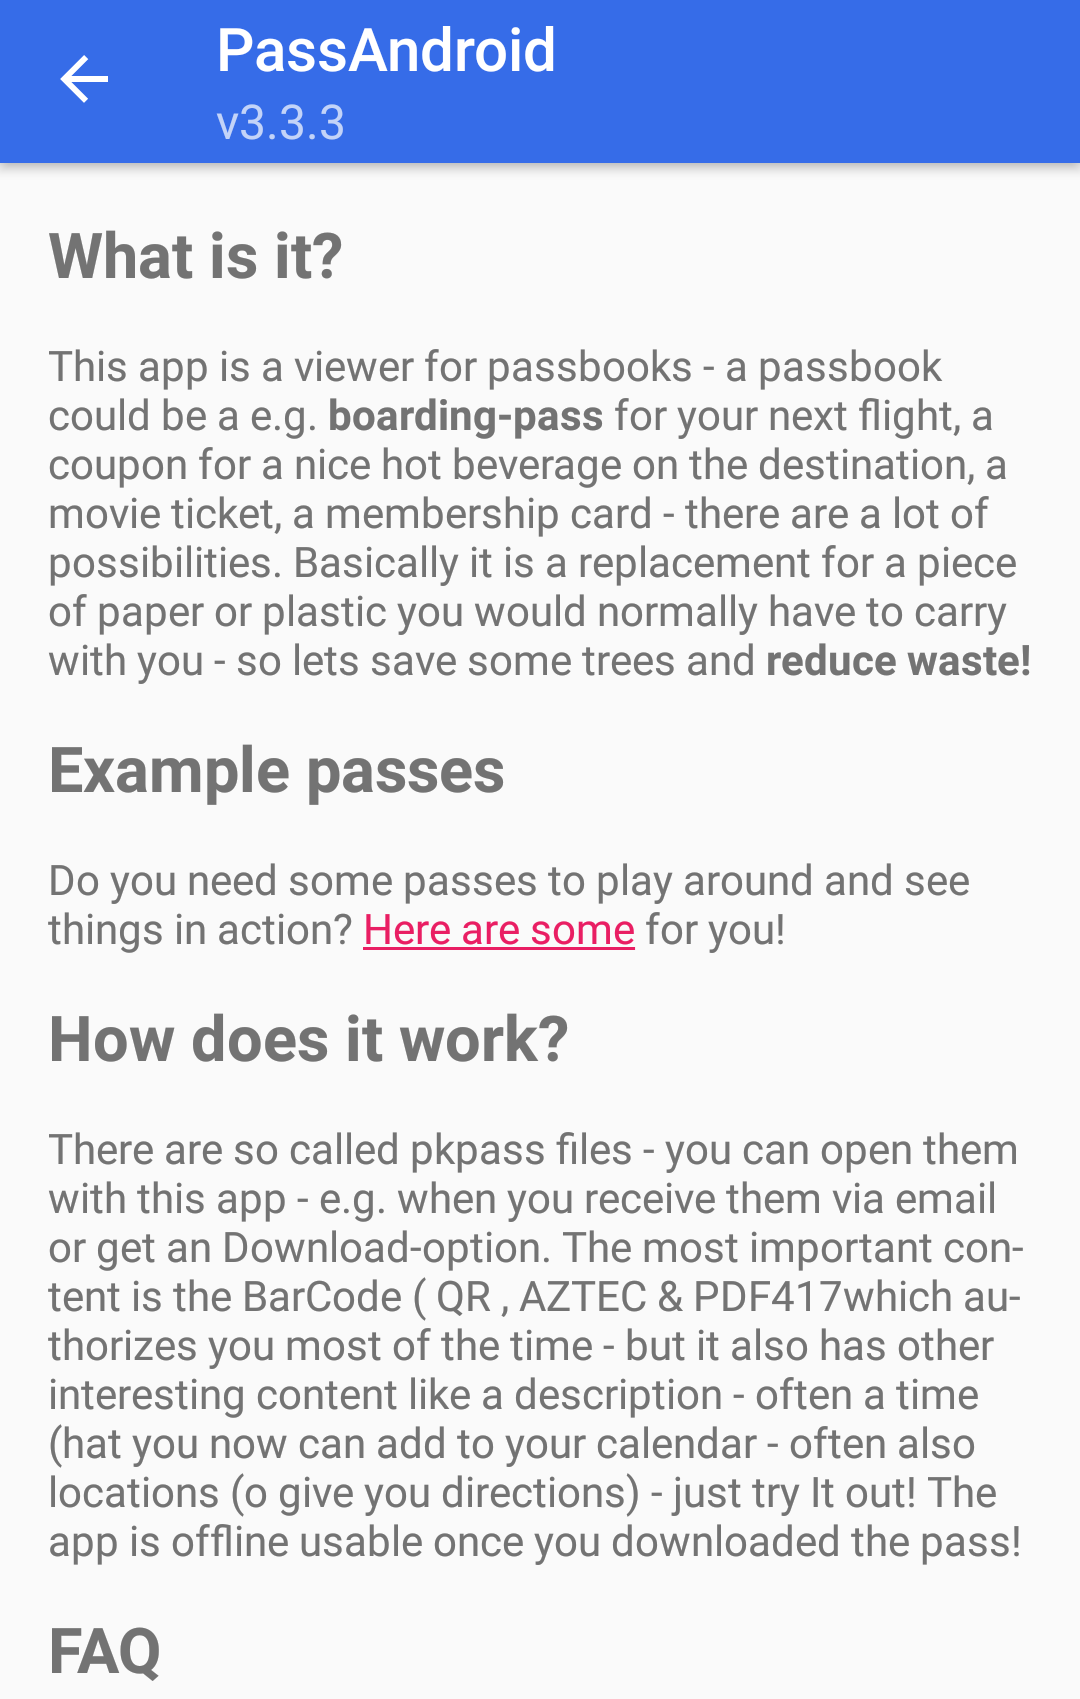 PassAndroid
v3.3.3
What is it?
This app is a viewer for passbooks - a passbook
could be a e.g. boarding-pass for your next flight, a
coupon for a nice hot beverage on the destination, a
movie ticket, a membership card - there are a lot of
possibilities. Basically it is a replacement for a piece
of paper or plastic you would normally have to carry
with you - so lets save some trees and reduce waste!
Example passes
Do you need some passes to play around and see
things in action? Here are some for you!
How does it work?
There are so called pkpass files - you can open them
with this app - e.g. when you receive them via email
or get an Download-option. The most important con-
tent is the BarCode ( QR , AZTEC & PDF417which au-
thorizes you most of the time - but it also has other
interesting content like a description - often a time
(hat you now can add to your calendar - often also
locations (o give you directions) - just try It out! The
app is offline usable once you downloaded the pass!
FAQ